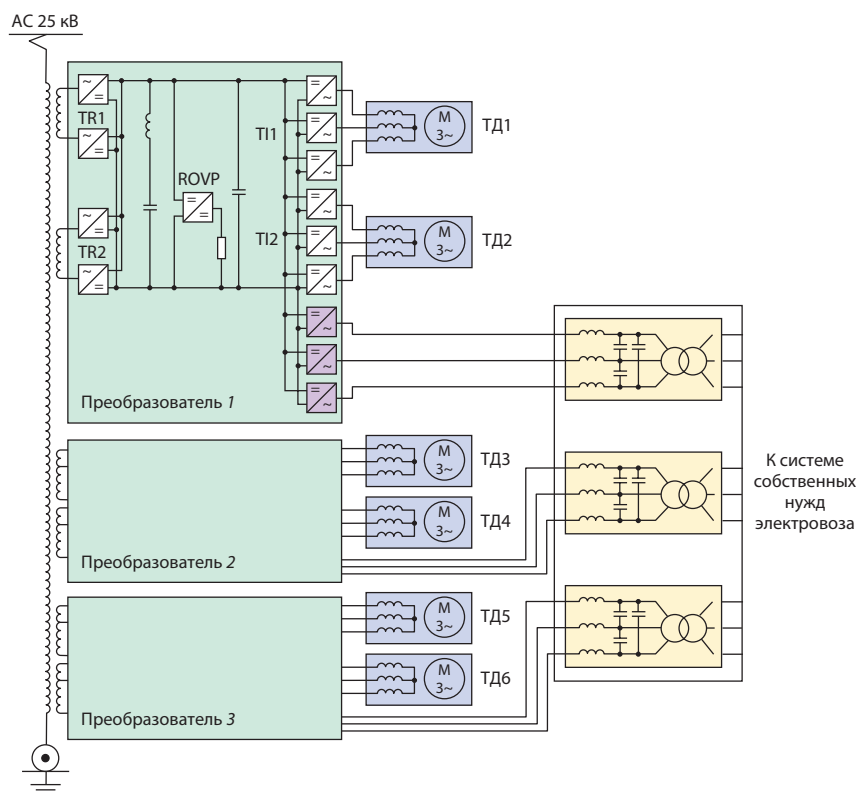 AC 25 кВ
TR1
TR2
ROVP
TI1
TI2
М
3~
ТД1
М
3~
ТД2
Преобразователь 1
М
3~
ТД3
М
3~
ТД4
Преобразователь 2
М
3~
ТД5
М
3~
ТД6
Преобразователь 3
К системе
собственных
нужд
электровоза